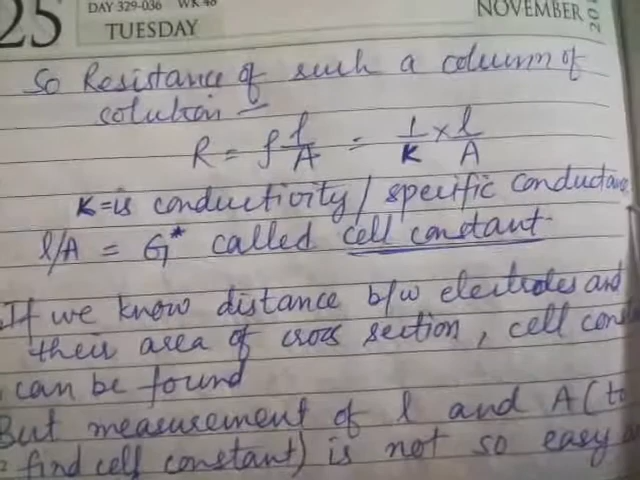 25
DAY 329-036 WK 48
TUESDAY
NOVEMBER
201
So Resistance of such a column of
solution =
R = ρ l/A = 1/K × l/A
K = is conductivity / specific conductance
l/A = G* called cell constant.
If we know distance b/w electrodes and
their area of cross section, cell
can be found
But measurement of l and A (to
find cell constant) is not so easy